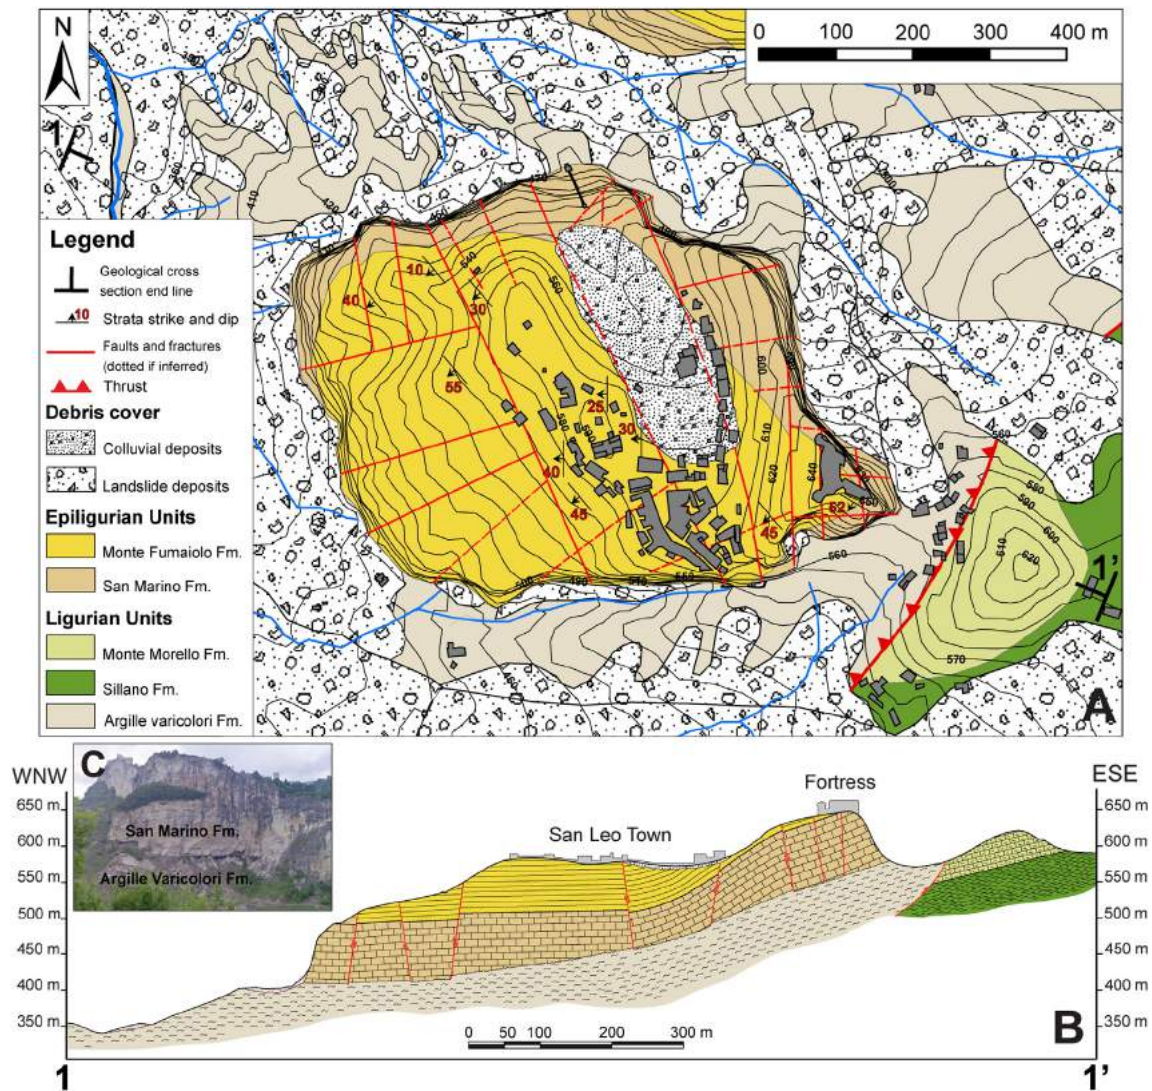 N
0 100 200 300 400 m
1
410
560
Legend
Geological cross
section end line
10 Strata strike and dip
Faults and fractures
(dotted if inferred)
Thrust
Debris cover
Colluvial deposits
Landslide deposits
Epiligurian Units
Monte Fumaiolo Fm.
San Marino Fm.
Ligurian Units
Monte Morello Fm.
Sillano Fm.
Argille varicolori Fm.
10
40
30
55
600
25
580
30
610
40
620
640
45
62
45
560
560
580
590
600
610
620
570
1'
A
C
San Marino Fm.
Argille Varicolori Fm.
WNW
ESE
650 m
600 m
550 m
500 m
450 m
400 m
350 m
San Leo Town
Fortress
650 m
600 m
550 m
500 m
450 m
400 m
350 m
0 50 100 200 300 m
B
1
1'